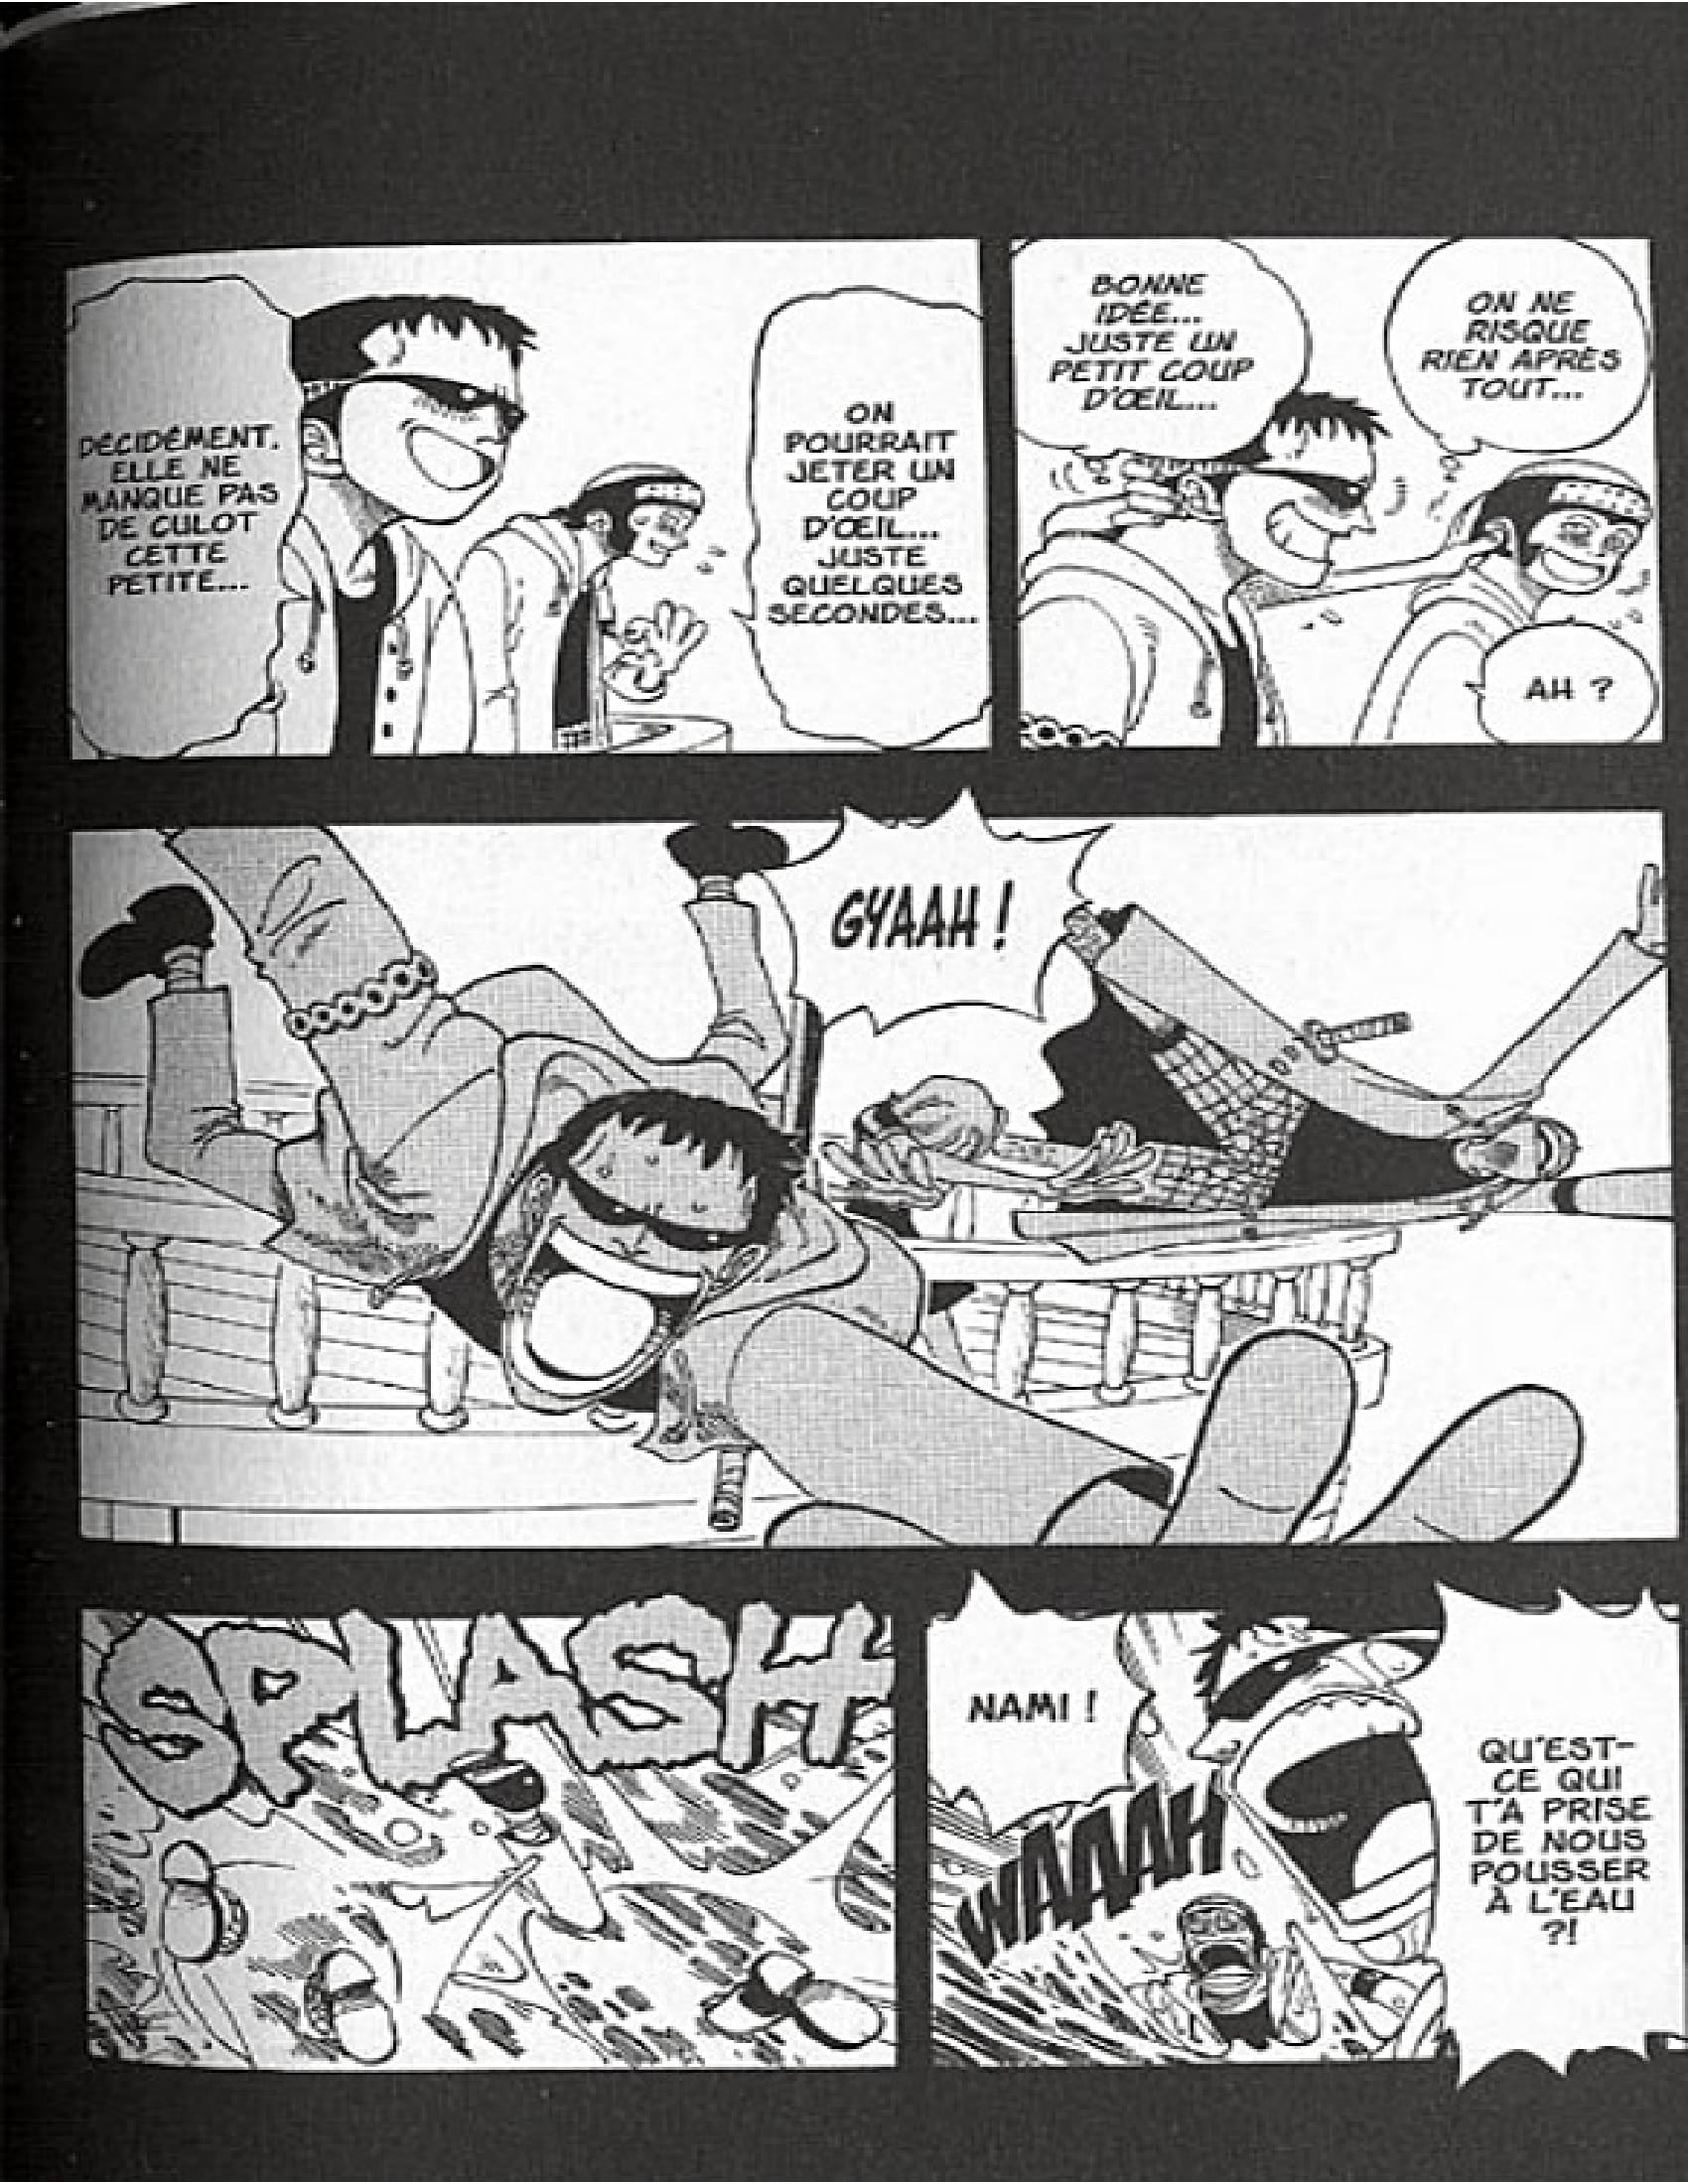 DÉCIDÉMENT,
ELLE NE
MANQUE PAS
DE CULOT
CETTE
PETITE...
ON
POURRAIT
JETER UN
COUP
D'ŒIL...
JUSTE
QUELQUES
SECONDES...
BONNE
IDÉE...
JUSTE UN
PETIT COUP
D'ŒIL...
ON NE
RISQUE
RIEN APRÈS
TOUT...
AH ?
GYAAH !
SPLASH
NAMI !
WAAAH
QU'EST-
CE QUI
T'A PRISE
DE NOUS
POUSSER
À L'EAU
?!